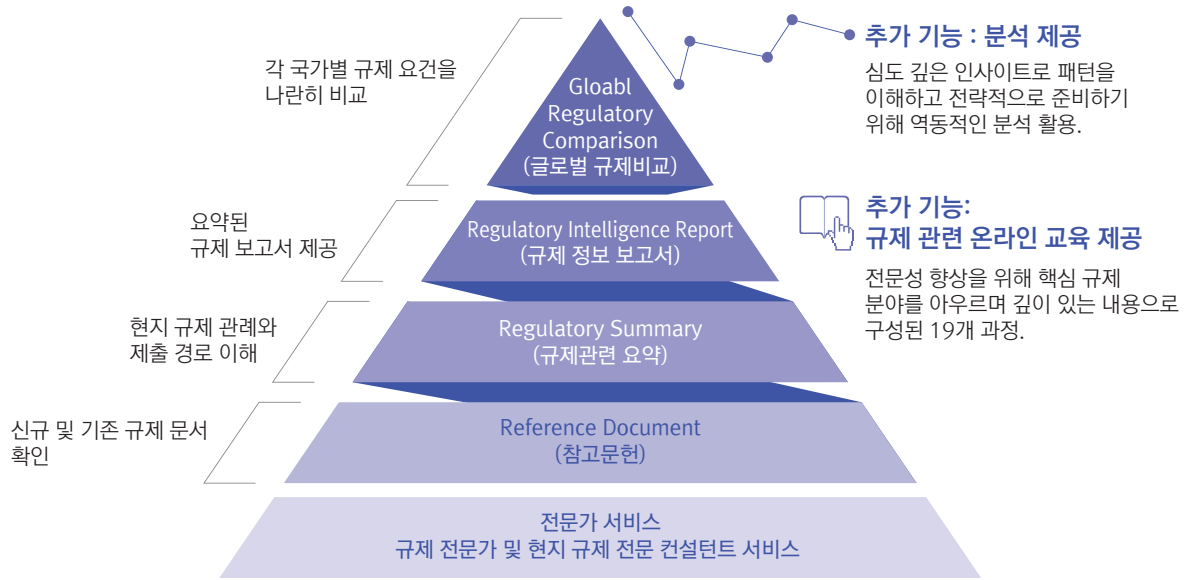 각 국가별 규제 요건을
나란히 비교
Gloabl
Regulatory
Comparison
(글로벌 규제비교)
추가 기능 : 분석 제공
심도 깊은 인사이트로 패턴을
이해하고 전략적으로 준비하기
위해 역동적인 분석 활용.
요약된
규제 보고서 제공
Regulatory Intelligence Report
(규제 정보 보고서)
추가 기능:
규제 관련 온라인 교육 제공
전문성 향상을 위해 핵심 규제
분야를 아우르며 깊이 있는 내용으로
구성된 19개 과정.
현지 규제 관례와
제출 경로 이해
Regulatory Summary
(규제관련 요약)
신규 및 기존 규제 문서
확인
Reference Document
(참고문헌)
전문가 서비스
규제 전문가 및 현지 규제 전문 컨설턴트 서비스